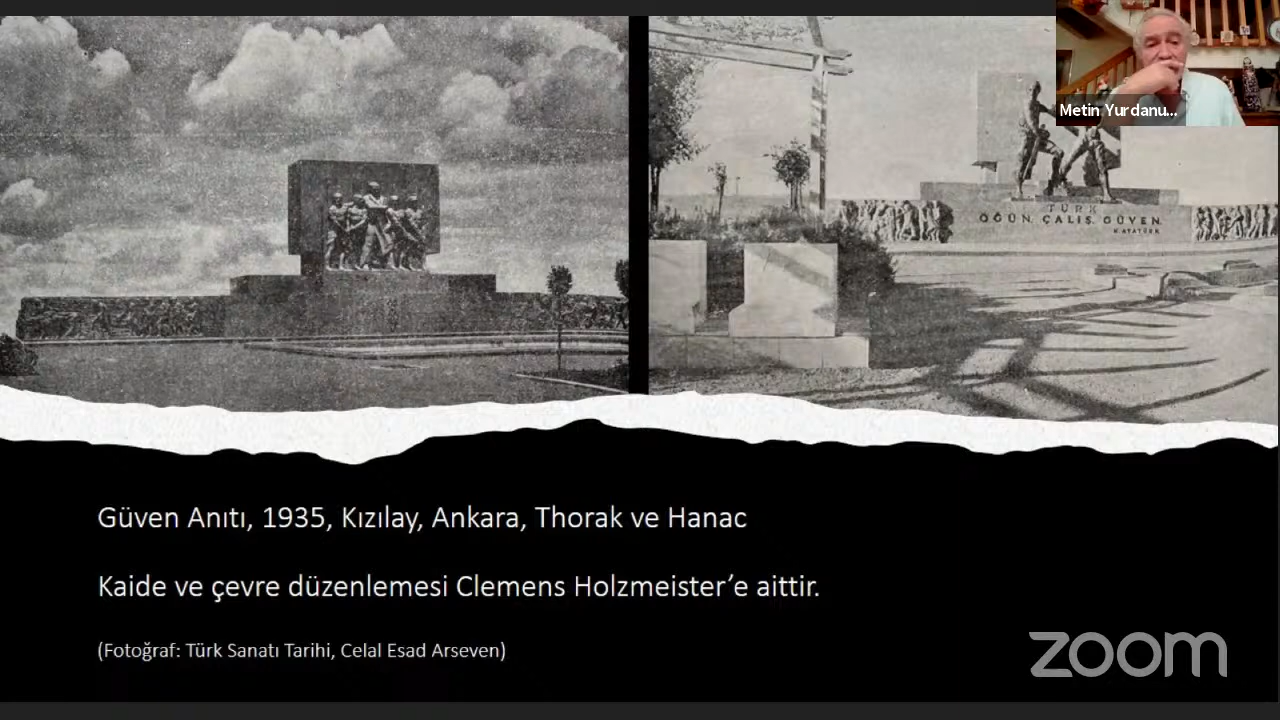 Metin Yurdanu...
TÜRK
ÖĞÜN, ÇALIŞ, GÜVEN.
K.ATATÜRK
Güven Anıtı, 1935, Kızılay, Ankara, Thorak ve Hanac
Kaide ve çevre düzenlemesi Clemens Holzmeister’e aittir.
(Fotoğraf: Türk Sanatı Tarihi, Celal Esad Arseven)
zoom